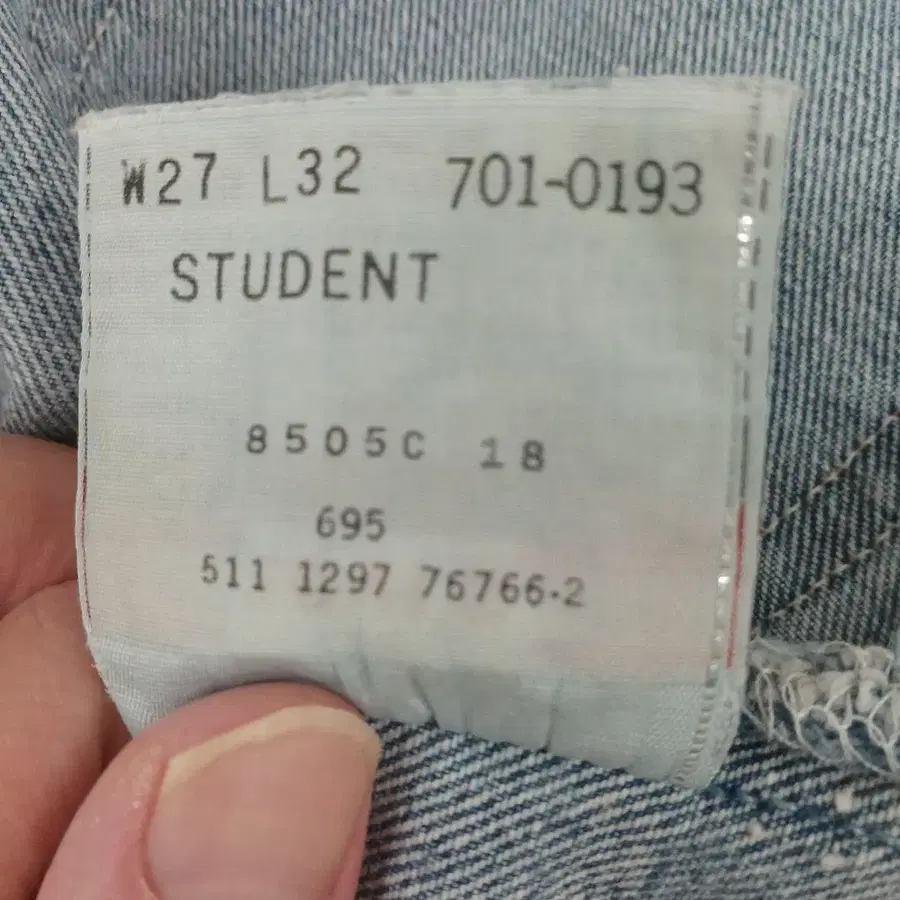 W27 L32 701-0193
STUDENT
8505C 18
695
511 1297 76766-2